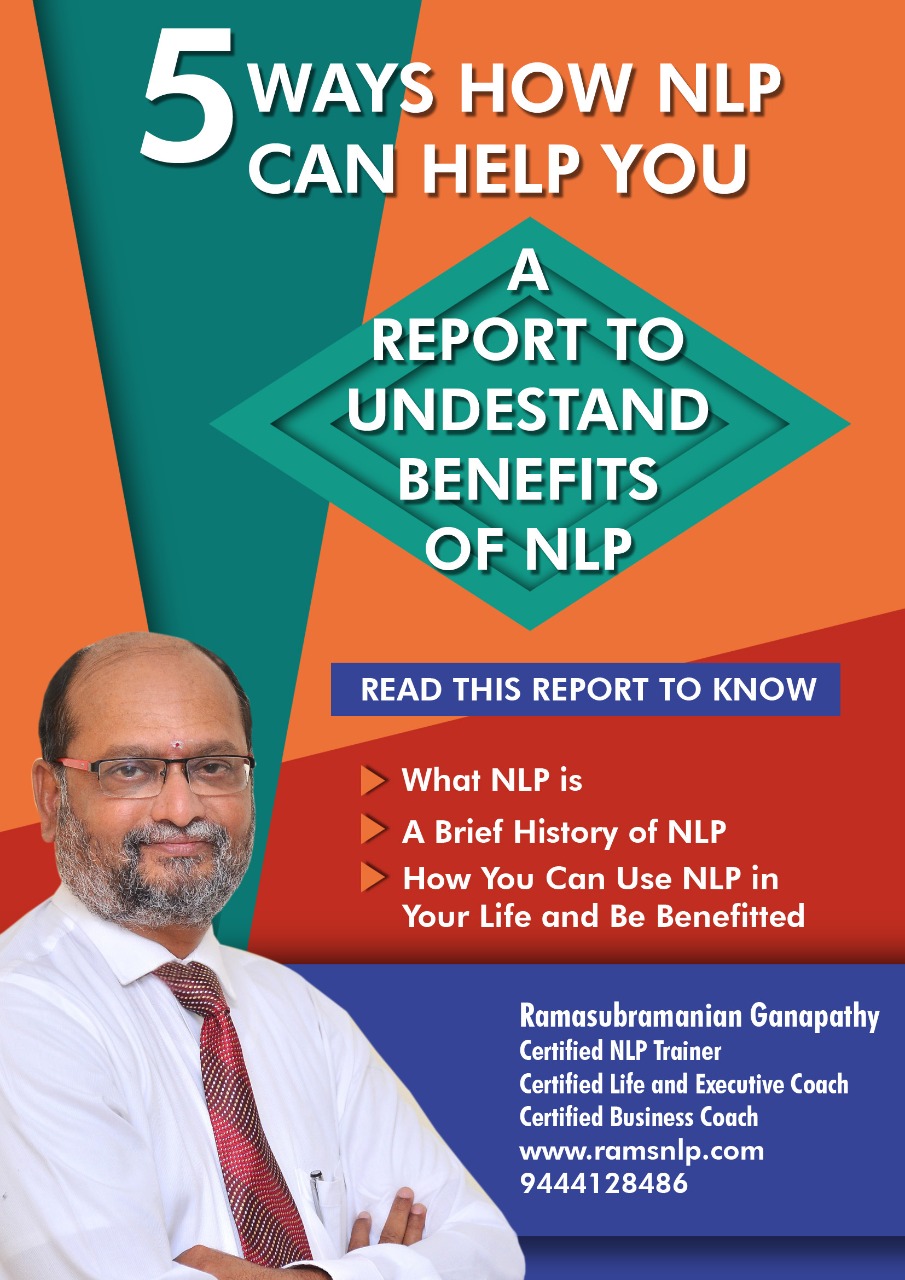 5 WAYS HOW NLP
CAN HELP YOU
A
REPORT TO
UNDESTAND
BENEFITS
OF NLP
READ THIS REPORT TO KNOW
What NLP is
A Brief History of NLP
How You Can Use NLP in
Your Life and Be Benefitted
Ramasubramanian Ganapathy
Certified NLP Trainer
Certified Life and Executive Coach
Certified Business Coach
www.ramsnlp.com
9444128486